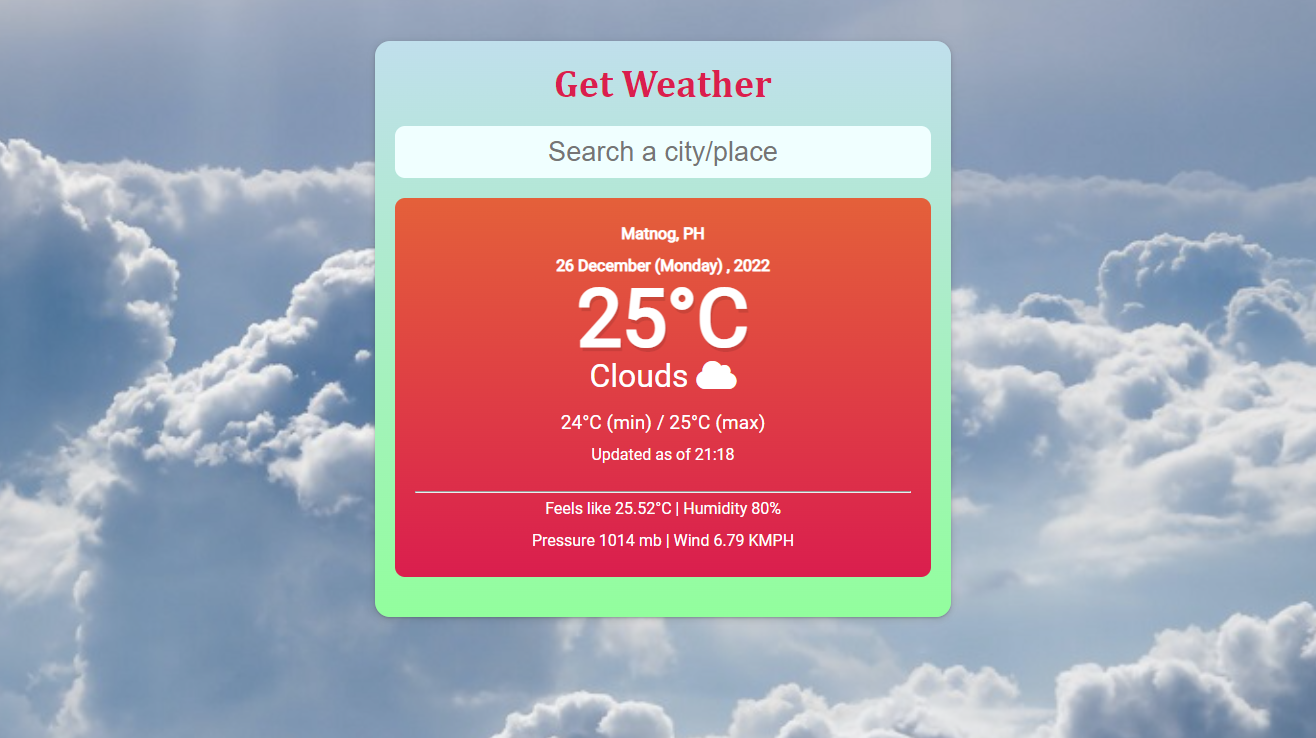 Get Weather
Search a city/place
Matnog, PH
26 December (Monday) , 2022
25°C
Clouds
24°C (min) / 25°C (max)
Updated as of 21:18
Feels like 25.52°C | Humidity 80%
Pressure 1014 mb | Wind 6.79 KMPH